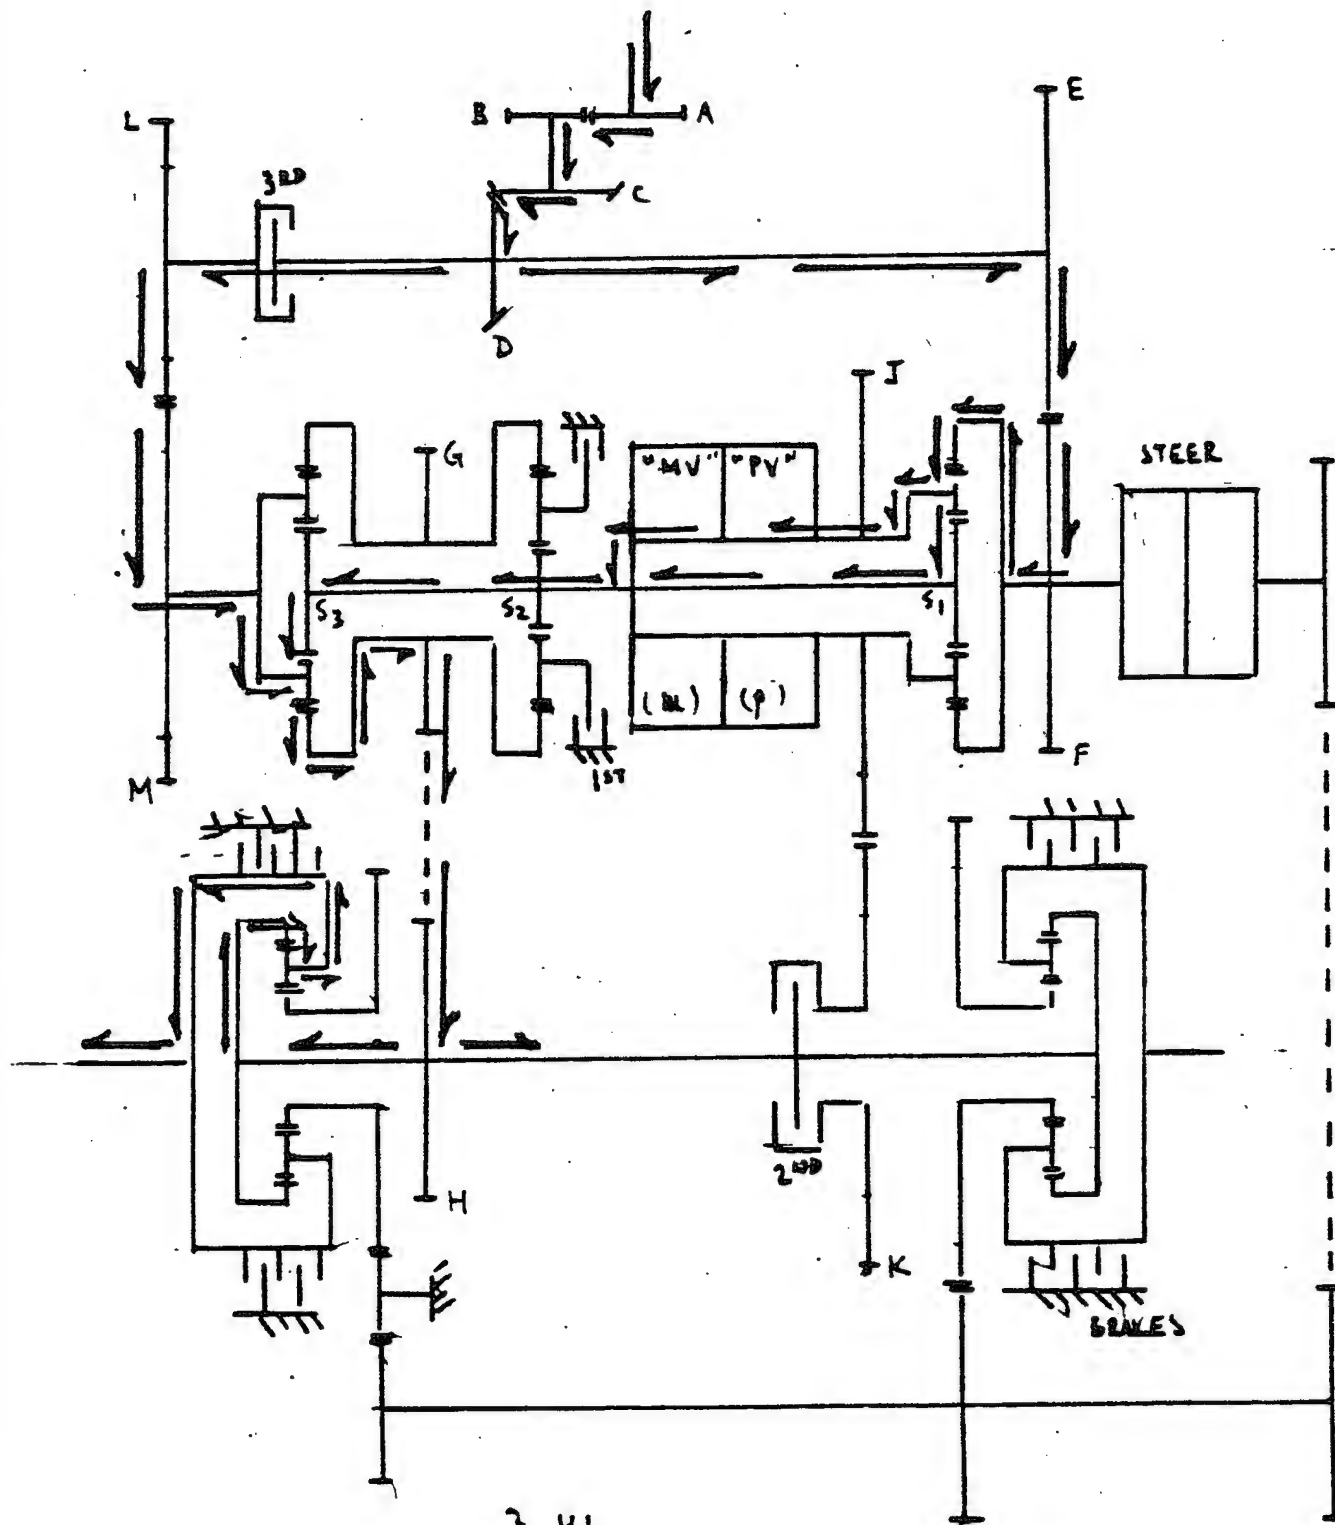 E
B A
L
3RD
C
D
J
G
"MV" "PV"
STEER
S3 S2 S1
(M) (P)
1ST
M
F
2ND
H
K
BRAKES